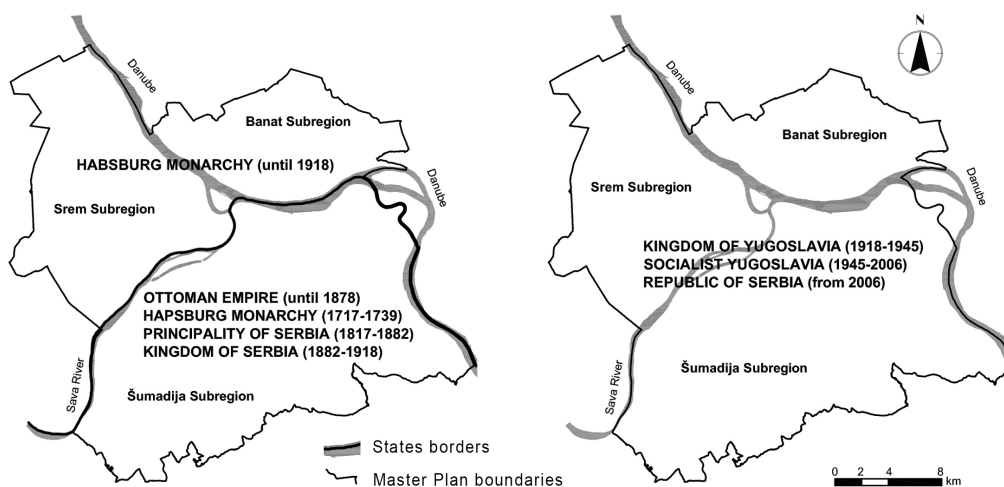 Danube
Banat Subregion
HABSBURG MONARCHY (until 1918)
Srem Subregion
Danube
OTTOMAN EMPIRE (until 1878)
HAPSBURG MONARCHY (1717-1739)
PRINCIPALITY OF SERBIA (1817-1882)
KINGDOM OF SERBIA (1882-1918)
Sava River
Šumadija Subregion
States borders
Master Plan boundaries
N
Danube
Banat Subregion
Srem Subregion
Danube
KINGDOM OF YUGOSLAVIA (1918-1945)
SOCIALIST YUGOSLAVIA (1945-2006)
REPUBLIC OF SERBIA (from 2006)
Šumadija Subregion
Sava River
0 2 4 8
km